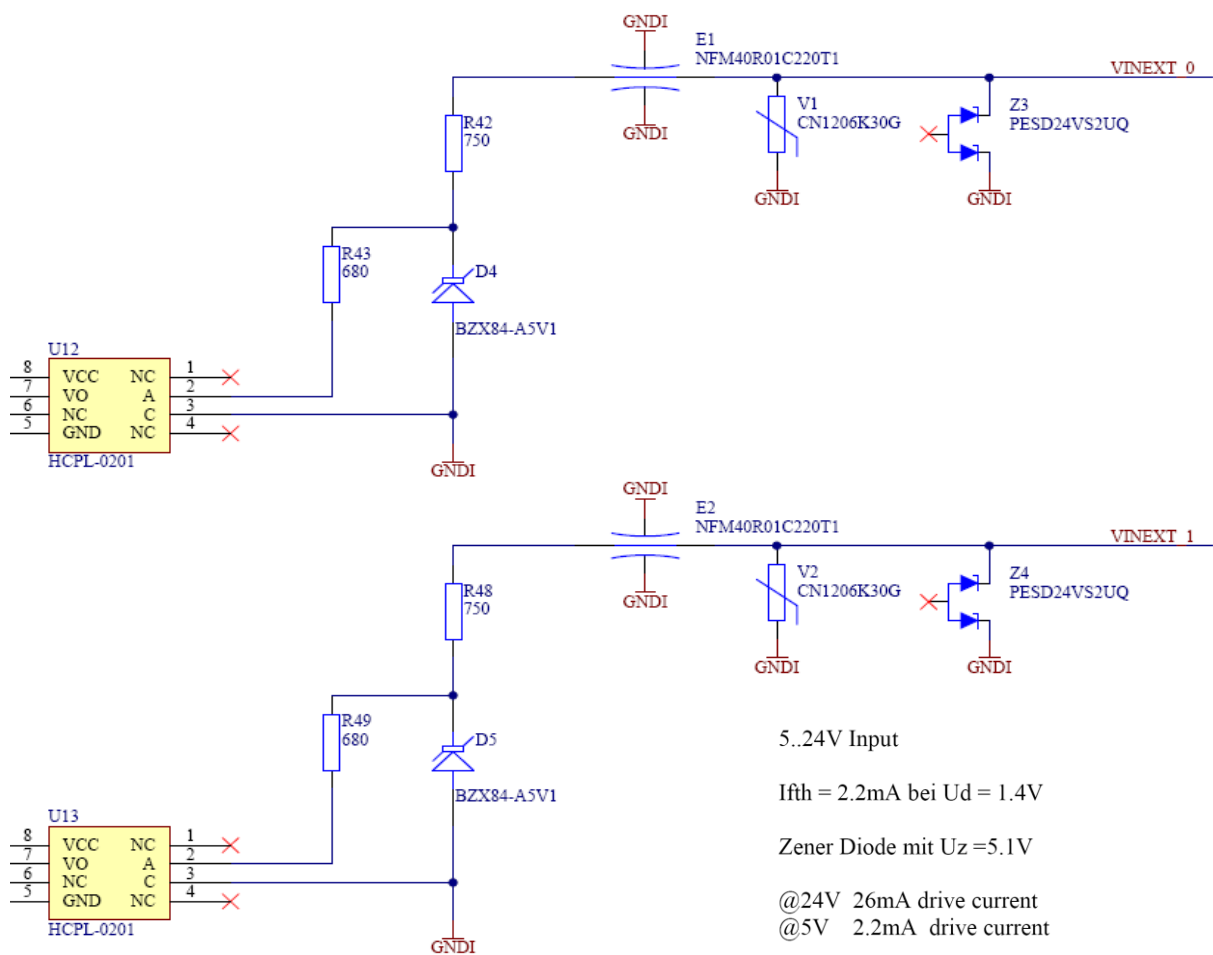 GNDI
E1
NFM40R01C220T1
VINEXT_0
R42
750
GNDI
V1
CN1206K30G
Z3
PESD24VS2UQ
GNDI
GNDI
R43
680
D4
BZX84-A5V1
U12
8 VCC NC 1
7 VO A 2
6 NC C 3
5 GND NC 4
HCPL-0201
GNDI
GNDI
E2
NFM40R01C220T1
VINEXT_1
R48
750
GNDI
V2
CN1206K30G
Z4
PESD24VS2UQ
GNDI
GNDI
R49
680
D5
BZX84-A5V1
U13
8 VCC NC 1
7 VO A 2
6 NC C 3
5 GND NC 4
HCPL-0201
GNDI
5..24V Input
Ifth = 2.2mA bei Ud = 1.4V
Zener Diode mit Uz =5.1V
@24V 26mA drive current
@5V 2.2mA drive current